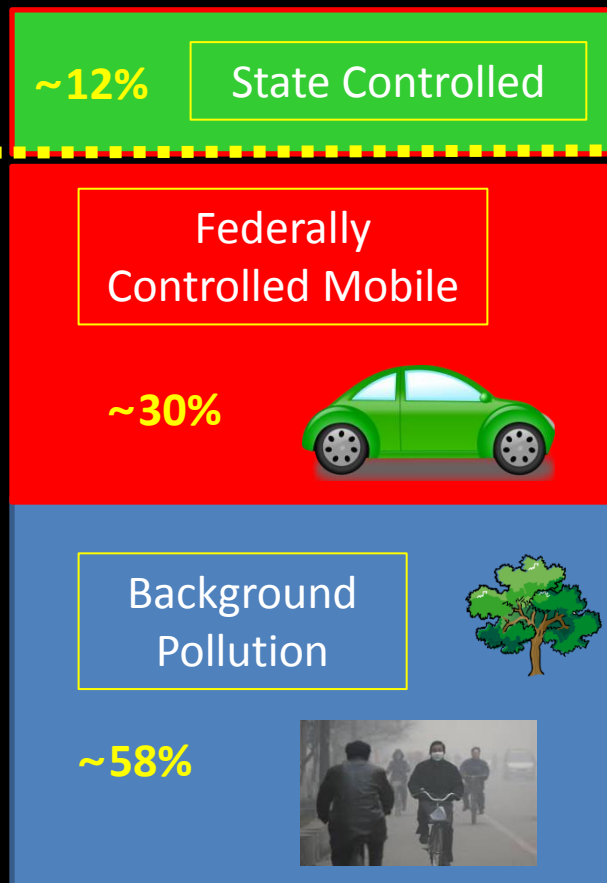 ~12%
State Controlled
Federally
Controlled Mobile
~30%
Background
Pollution
~58%